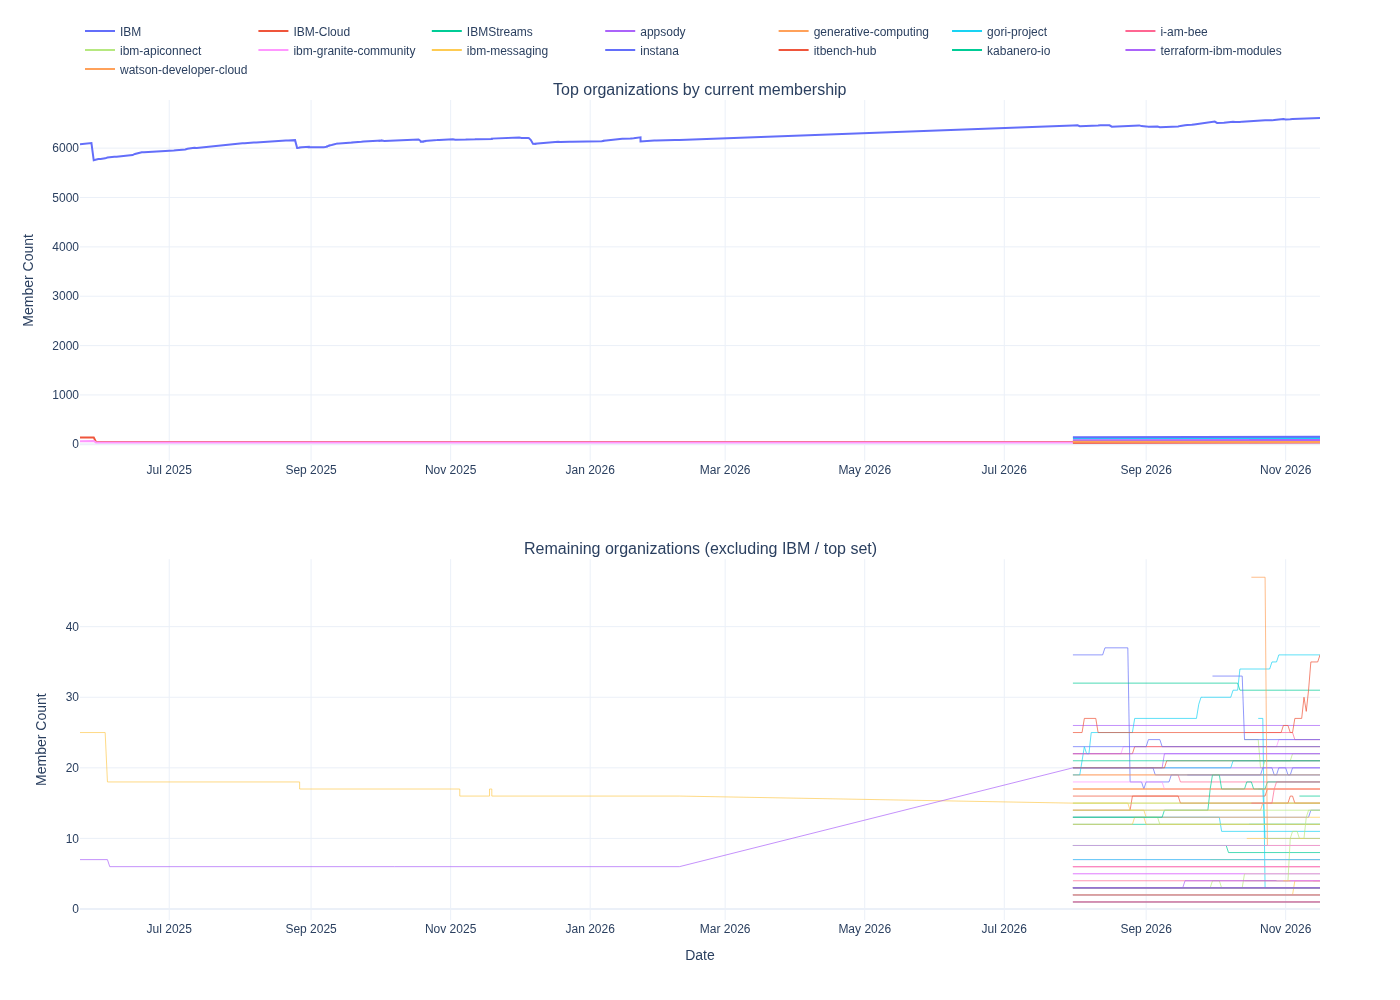 IBM IBM-Cloud IBMStreams appsody generative-computing gori-project i-am-bee
ibm-apiconnect ibm-granite-community ibm-messaging instana itbench-hub kabanero-io terraform-ibm-modules
watson-developer-cloud
Top organizations by current membership
Member Count
6000
5000
4000
3000
2000
1000
0
Jul 2025 Sep 2025 Nov 2025 Jan 2026 Mar 2026 May 2026 Jul 2026 Sep 2026 Nov 2026
Remaining organizations (excluding IBM / top set)
Member Count
40
30
20
10
0
Jul 2025 Sep 2025 Nov 2025 Jan 2026 Mar 2026 May 2026 Jul 2026 Sep 2026 Nov 2026
Date